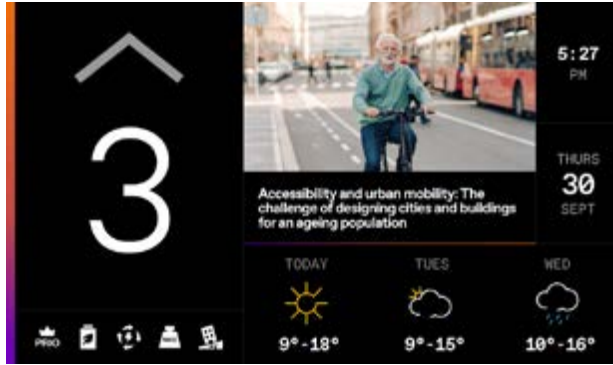 3
PRIO
Accessibility and urban mobility: The
challenge of designing cities and buildings
for an ageing population
5:27
PM
THURS
30
SEPT
TODAY
TUES
WED
9°-18°
9°-15°
10°-16°